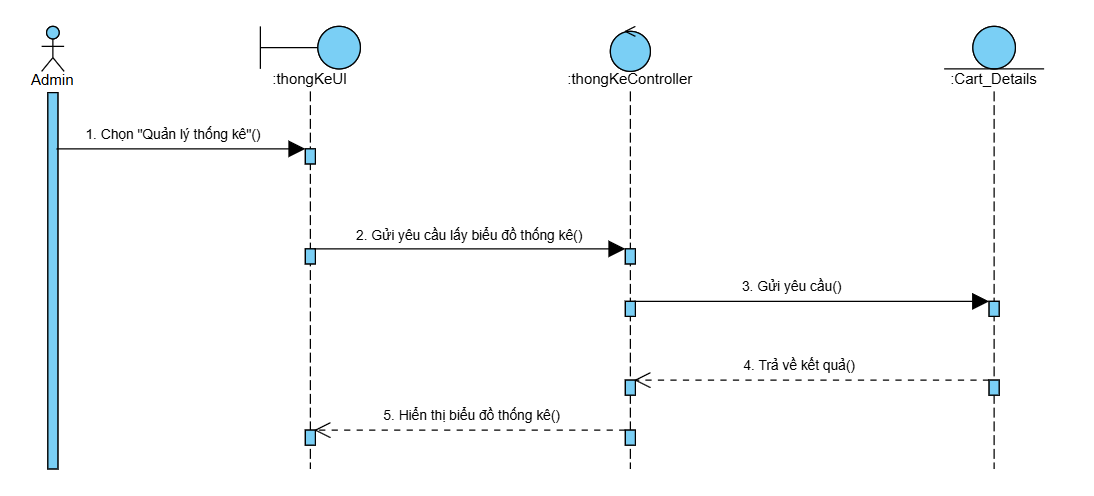 Admin
:thongKeUI
:thongKeController
:Cart_Details
1. Chọn "Quản lý thống kê"()
2. Gửi yêu cầu lấy biểu đồ thống kê()
3. Gửi yêu cầu()
4. Trả về kết quả()
5. Hiển thị biểu đồ thống kê()